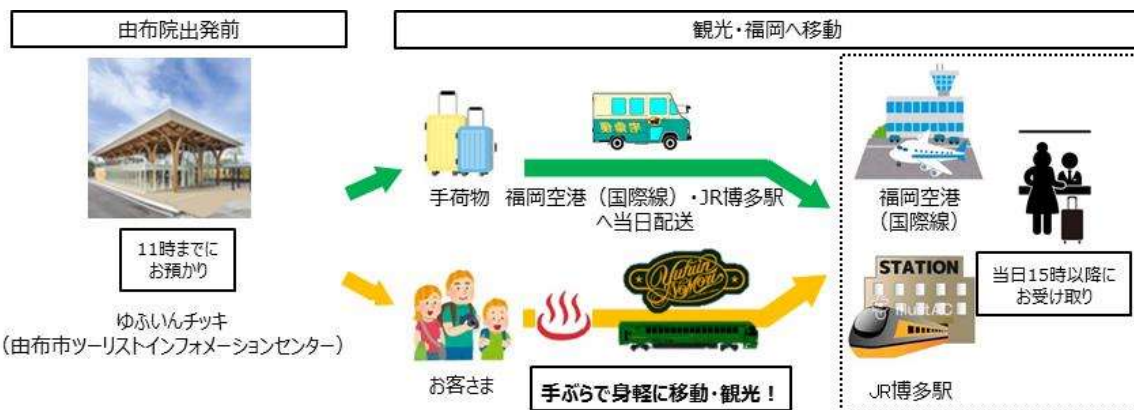 由布院出発前
観光・福岡へ移動
手荷物
福岡空港（国際線）・JR博多駅
へ当日配送
福岡空港
（国際線）
11時までに
お預かり
ゆふいんチッキ
（由布市ツーリストインフォメーションセンター）
Yufuin
no Mori
お客さま
手ぶらで身軽に移動・観光！
STATION
JR博多駅
当日15時以降に
お受け取り